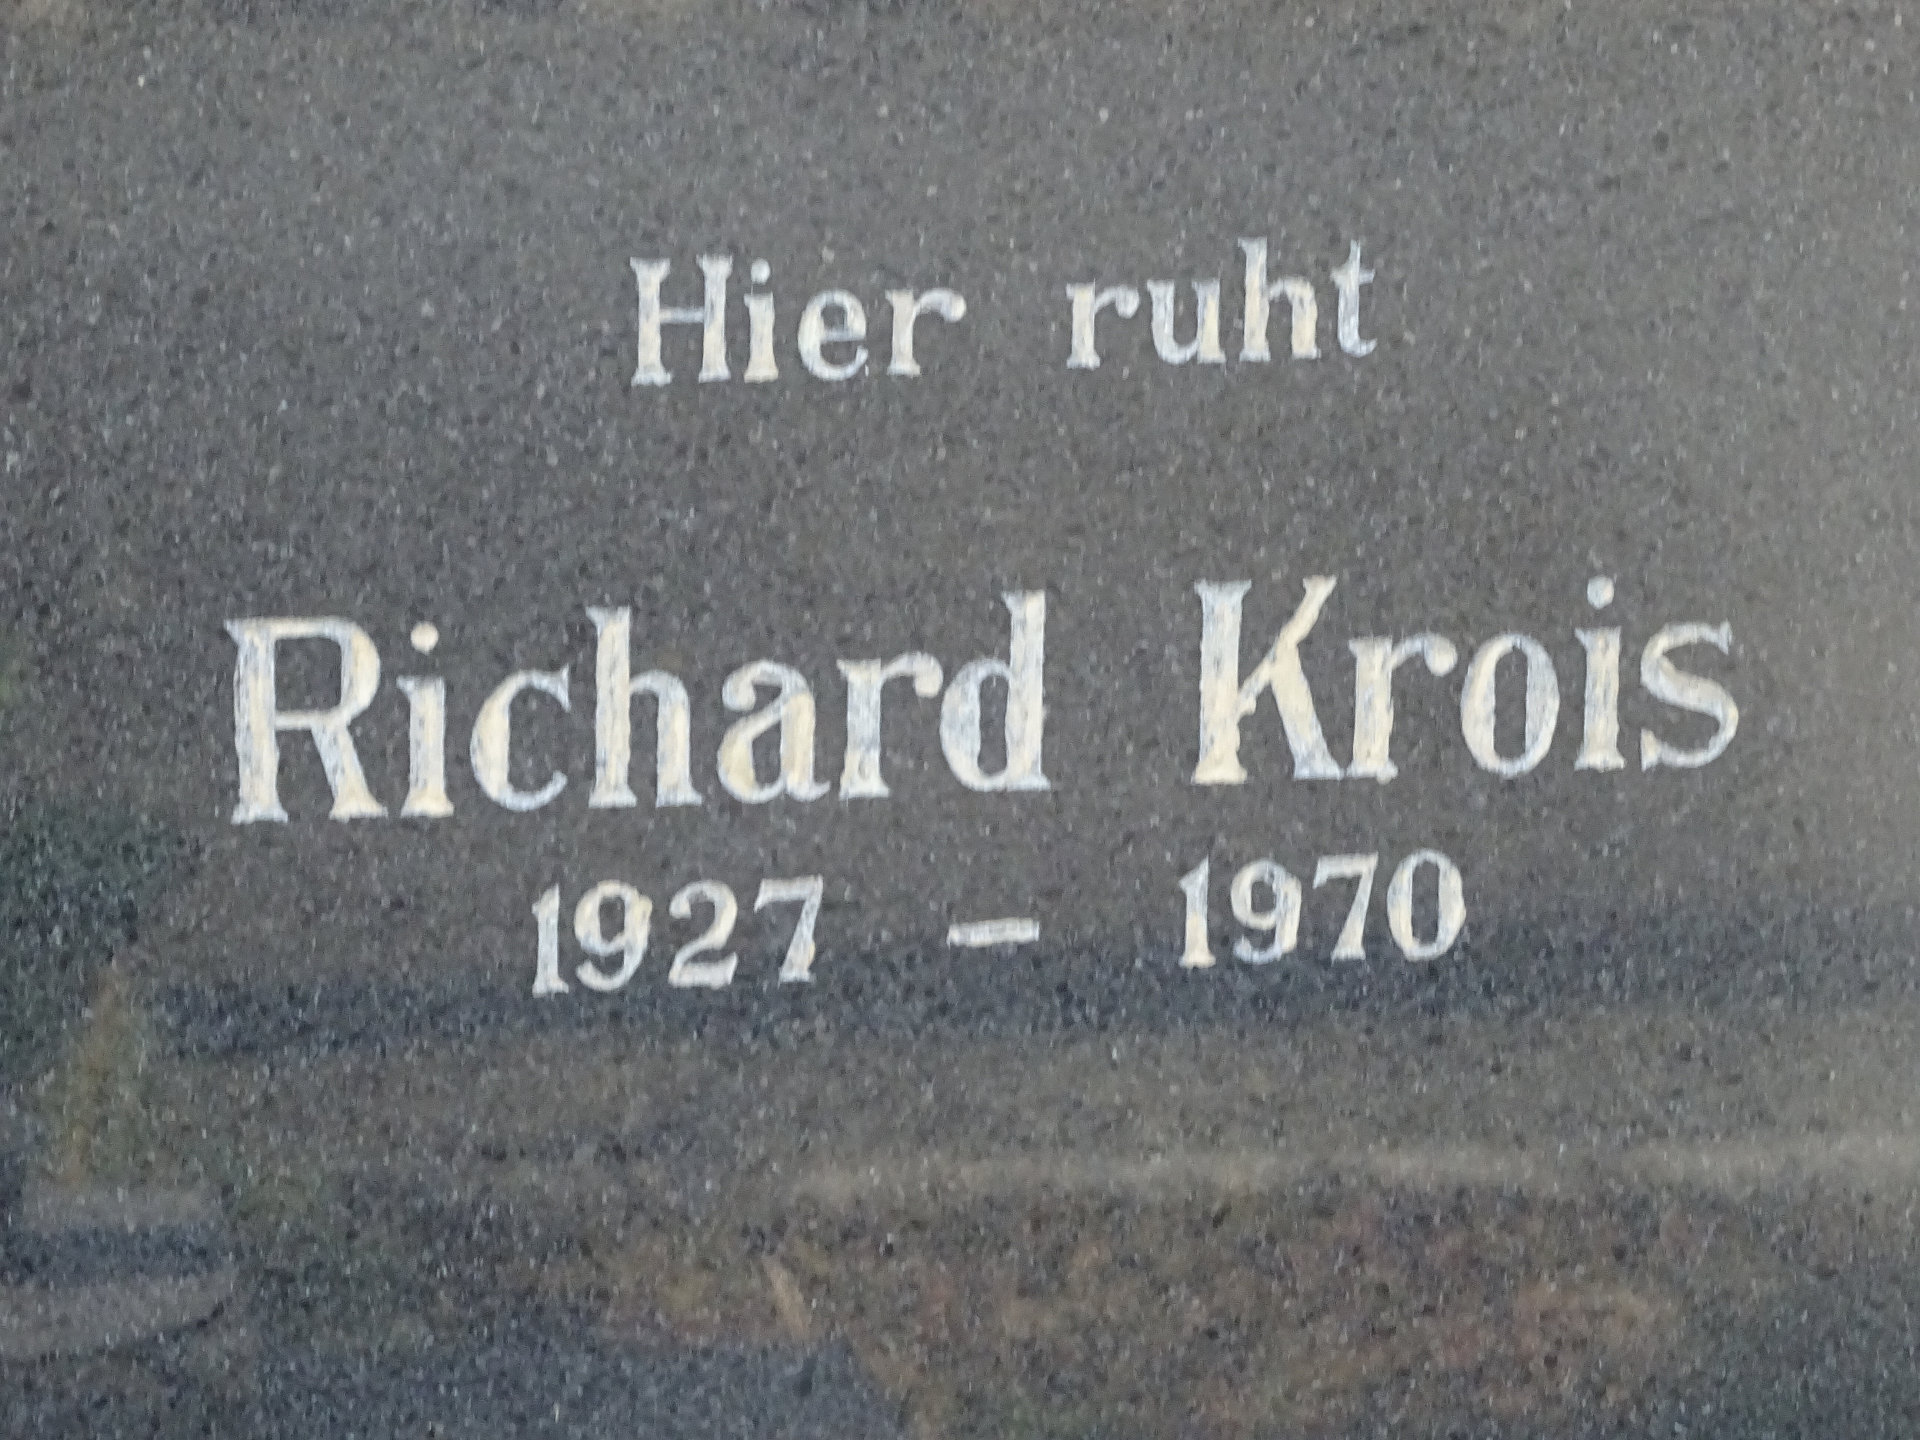 Hier ruht
Richard Krois
1927 – 1970